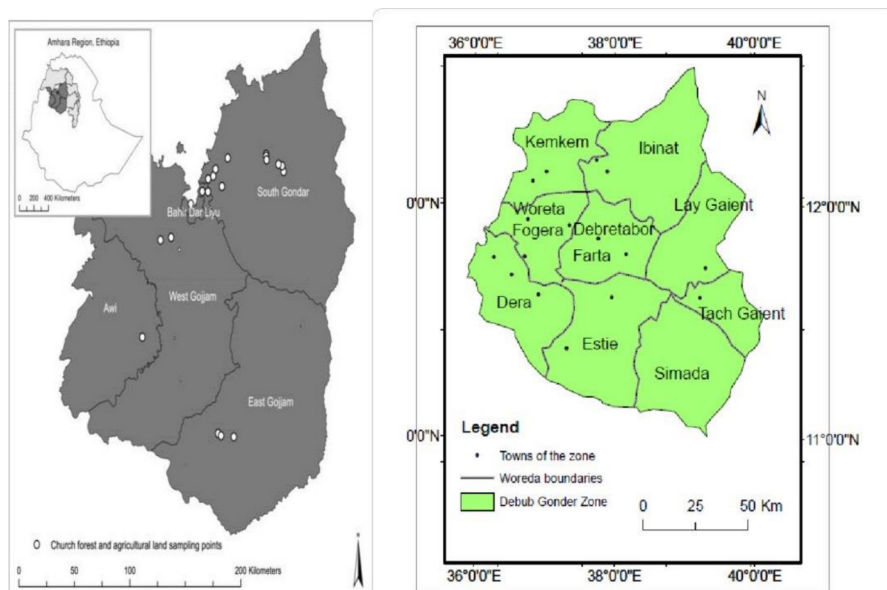 Amhara Region, Ethiopia
0 200 400 Kilometers
South Gondar
Bahir Dar Liyu
West Gojjam
Awi
East Gojjam
Church forest and agricultural land sampling points
0 50 100 200 Kilometers
36°0'0"E 38°0'0"E 40°0'0"E
N
Kemkem
Ibinat
0'0"N
12°0'0"N
Lay Gaient
Woreta
Fogera
Debretabor
Farta
Dera
Tach Gaient
Estie
Simada
Legend
0'0"N
11°0'0"N
Towns of the zone
Woreda boundaries
Debub Gonder Zone
0 25 50 Km
36°0'0"E 38°0'0"E 40°0'0"E